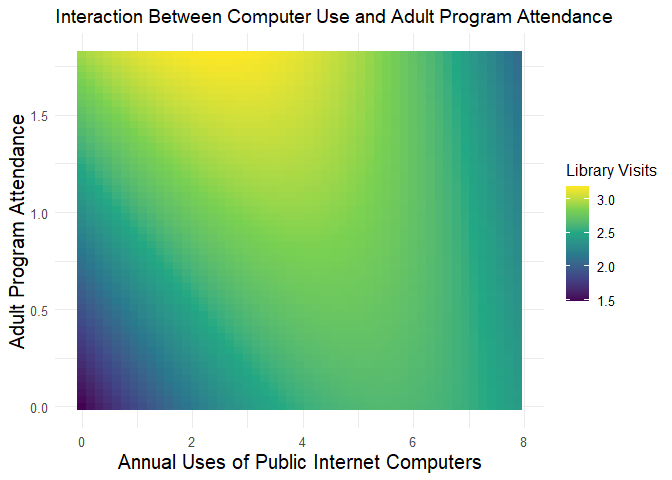 Interaction Between Computer Use and Adult Program Attendance
Adult Program Attendance
1.5
1.0
0.5
0.0
0 2 4 6 8
Annual Uses of Public Internet Computers
Library Visits
3.0
2.5
2.0
1.5